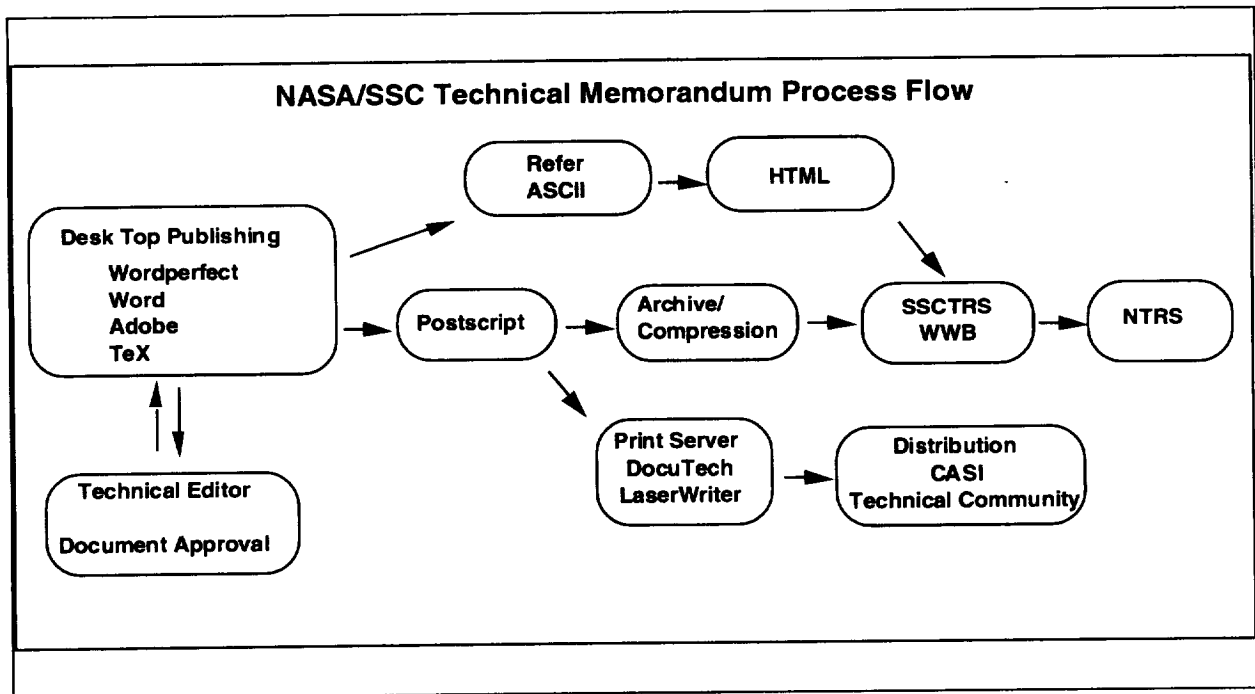 NASA/SSC Technical Memorandum Process Flow
Refer
ASCII
HTML
Desk Top Publishing
Wordperfect
Word
Adobe
TeX
Postscript
Archive/
Compression
SSCTRS
WWB
NTRS
Technical Editor
Document Approval
Print Server
DocuTech
LaserWriter
Distribution
CASI
Technical Community